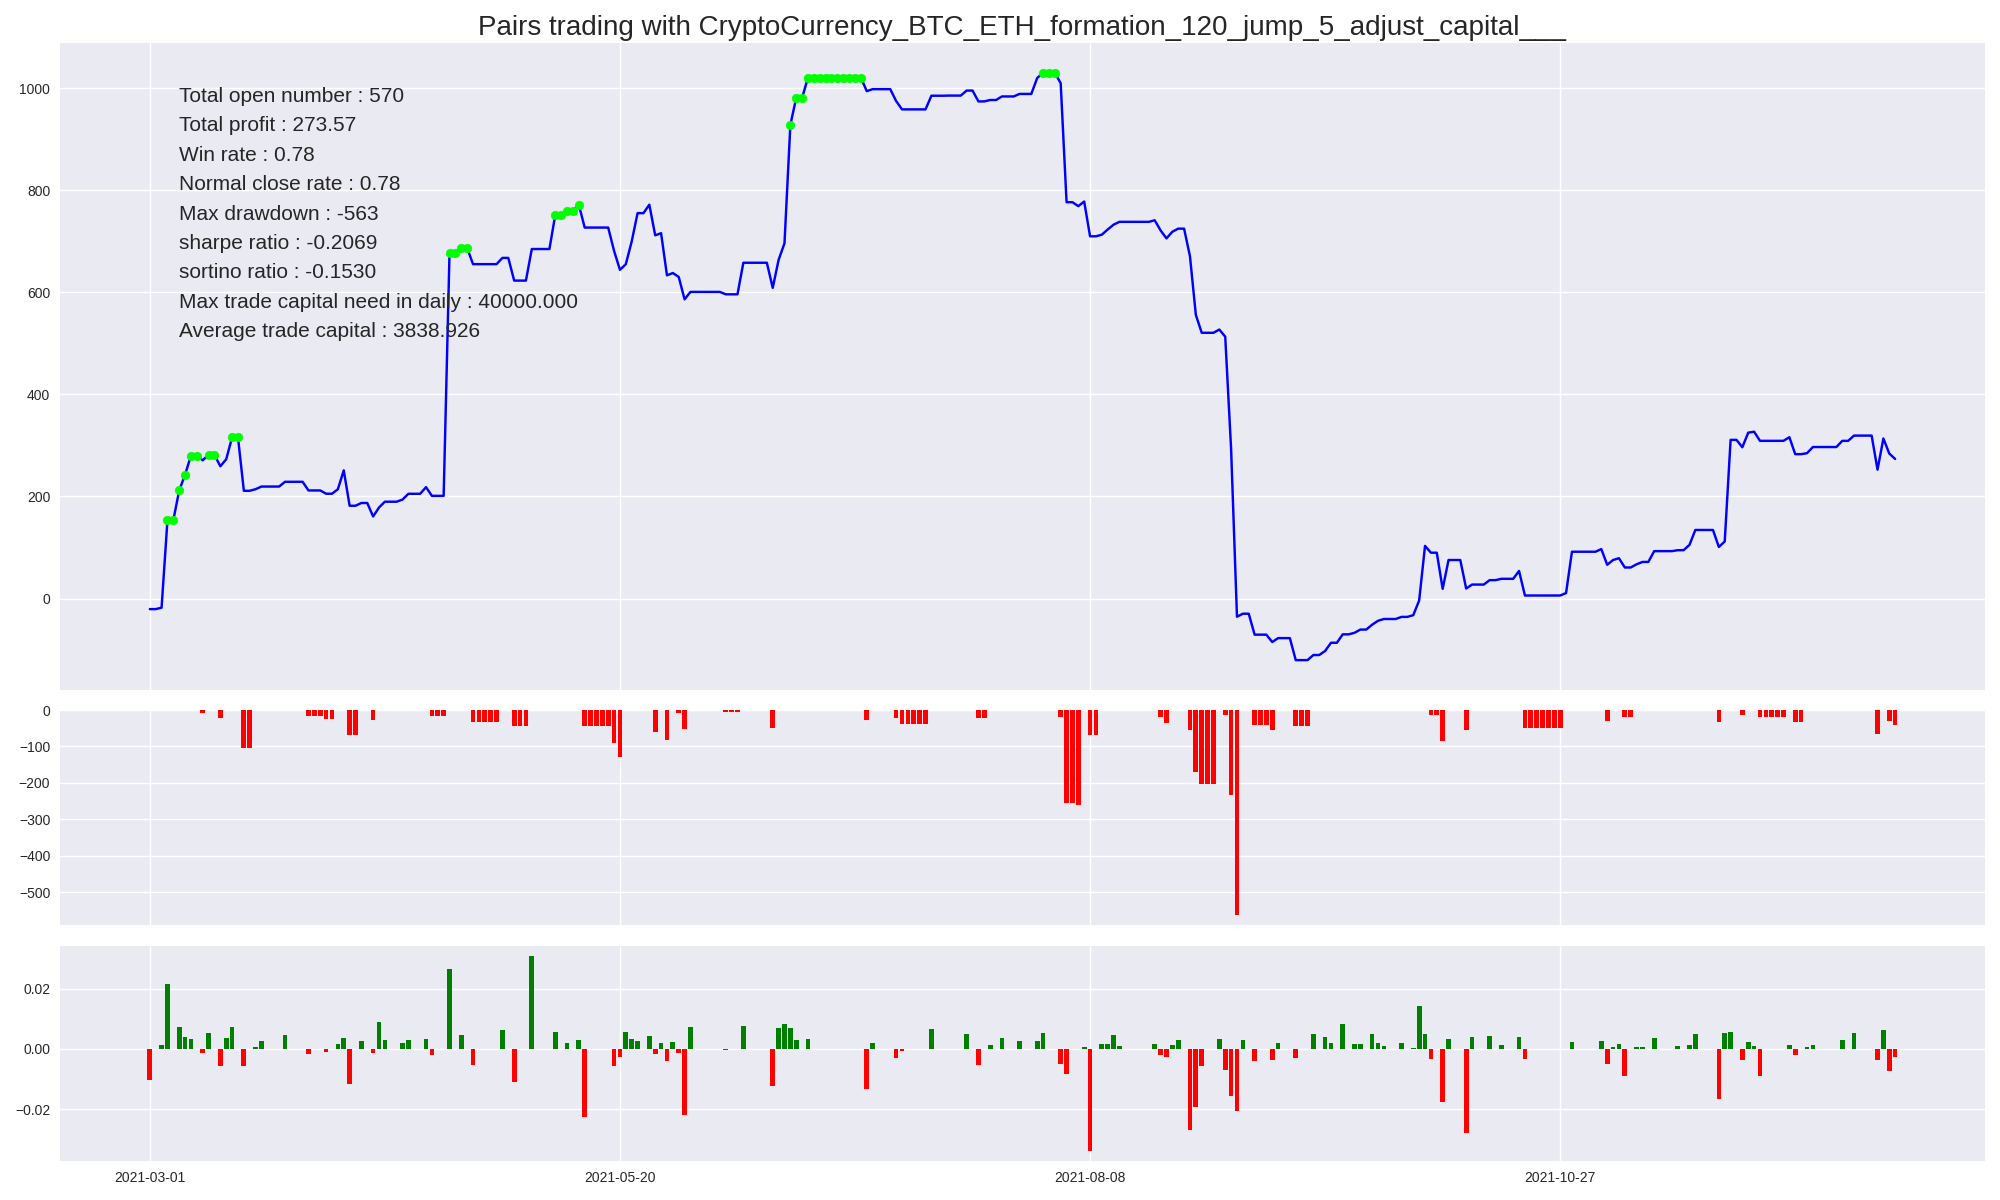 Pairs trading with CryptoCurrency_BTC_ETH_formation_120_jump_5_adjust_capital___
1000
800
600
400
200
0
Total open number : 570
Total profit : 273.57
Win rate : 0.78
Normal close rate : 0.78
Max drawdown : -563
sharpe ratio : -0.2069
sortino ratio : -0.1530
Max trade capital need in daily : 40000.000
Average trade capital : 3838.926
0
−100
−200
−300
−400
−500
0.02
0.00
−0.02
2021-03-01 2021-05-20 2021-08-08 2021-10-27